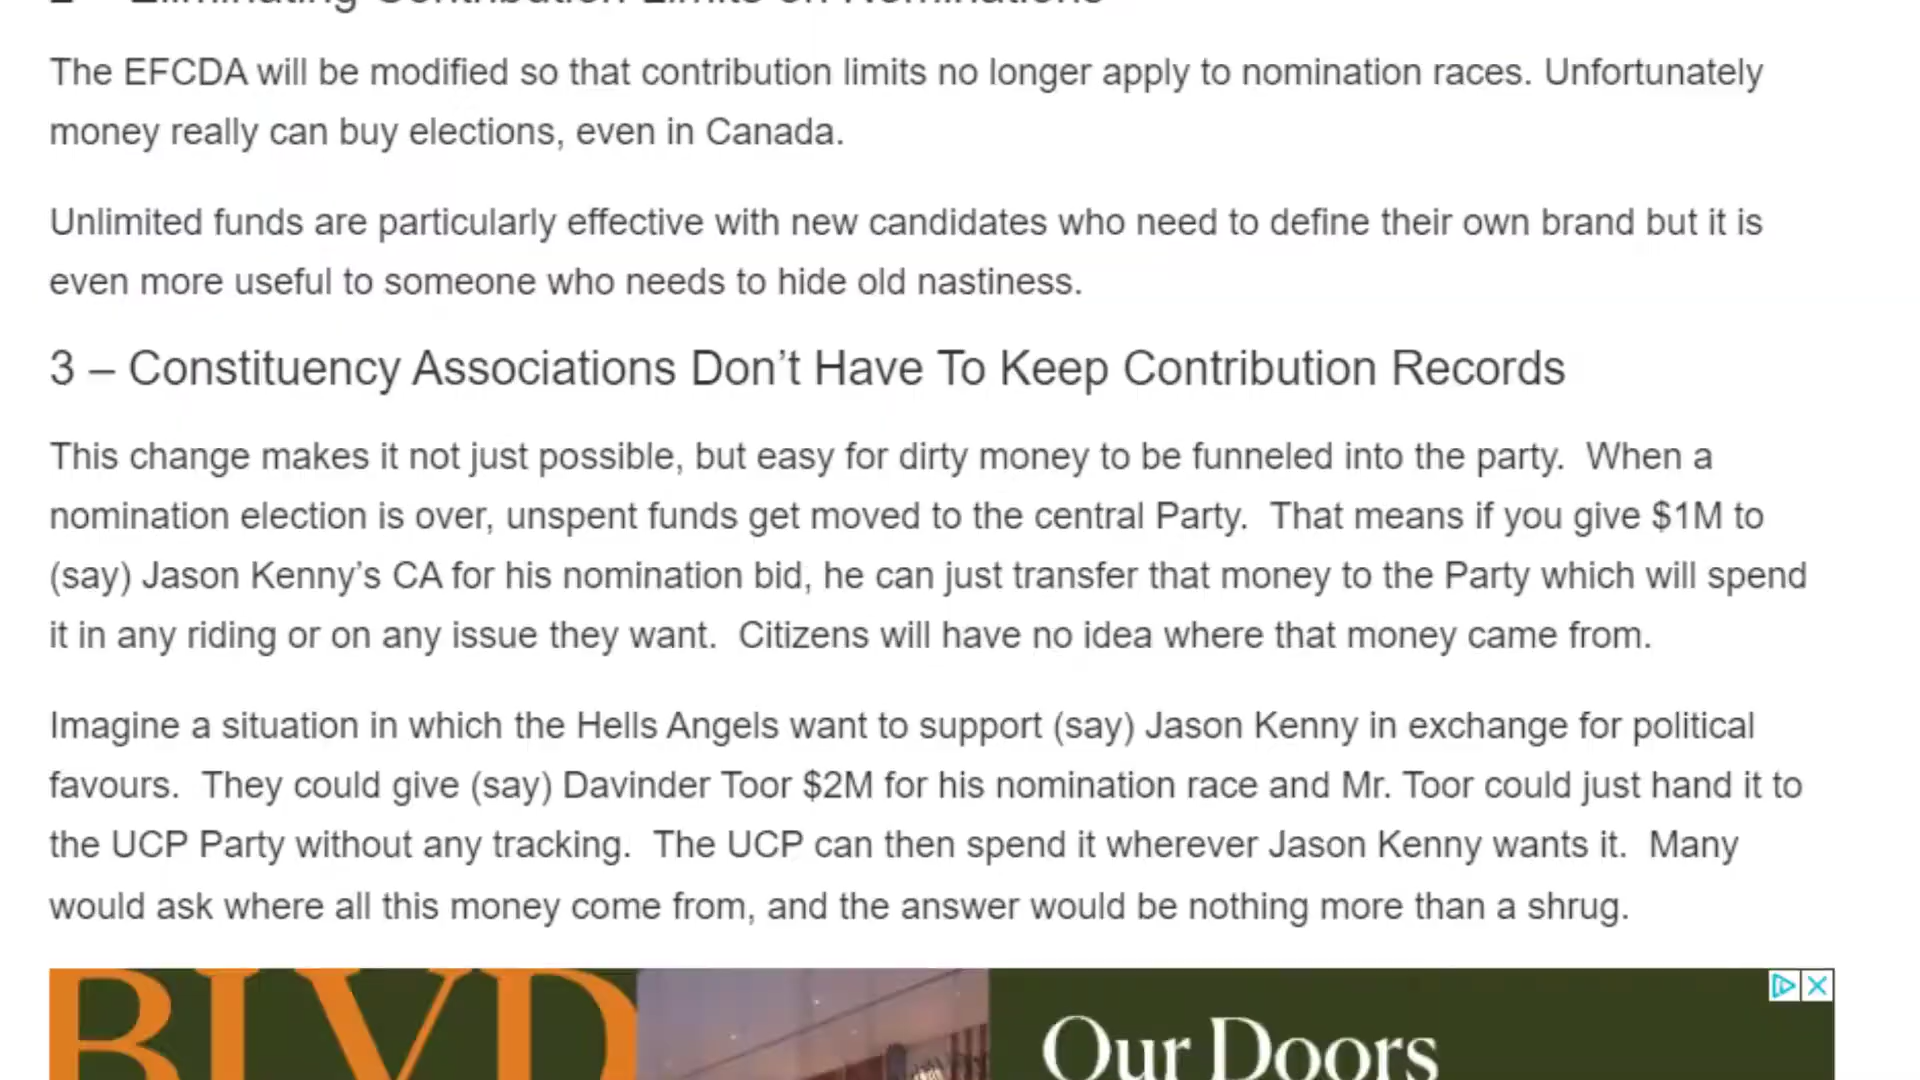 2 – Eliminating Contribution Limits on Nominations
The EFCDA will be modified so that contribution limits no longer apply to nomination races. Unfortunately
money really can buy elections, even in Canada.
Unlimited funds are particularly effective with new candidates who need to define their own brand but it is
even more useful to someone who needs to hide old nastiness.
3 – Constituency Associations Don’t Have To Keep Contribution Records
This change makes it not just possible, but easy for dirty money to be funneled into the party.  When a
nomination election is over, unspent funds get moved to the central Party.  That means if you give $1M to
(say) Jason Kenny’s CA for his nomination bid, he can just transfer that money to the Party which will spend
it in any riding or on any issue they want.  Citizens will have no idea where that money came from.
Imagine a situation in which the Hells Angels want to support (say) Jason Kenny in exchange for political
favours.  They could give (say) Davinder Toor $2M for his nomination race and Mr. Toor could just hand it to
the UCP Party without any tracking.  The UCP can then spend it wherever Jason Kenny wants it.  Many
would ask where all this money come from, and the answer would be nothing more than a shrug.
BLVD
Our Doors